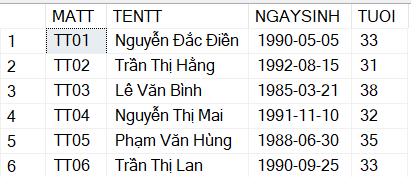 MATT TENTT NGAYSINH TUOI
1 TT01 Nguyễn Đắc Điền 1990-05-05 33
2 TT02 Trần Thị Hằng 1992-08-15 31
3 TT03 Lê Văn Bình 1985-03-21 38
4 TT04 Nguyễn Thị Mai 1991-11-10 32
5 TT05 Phạm Văn Hùng 1988-06-30 35
6 TT06 Trần Thị Lan 1990-09-25 33